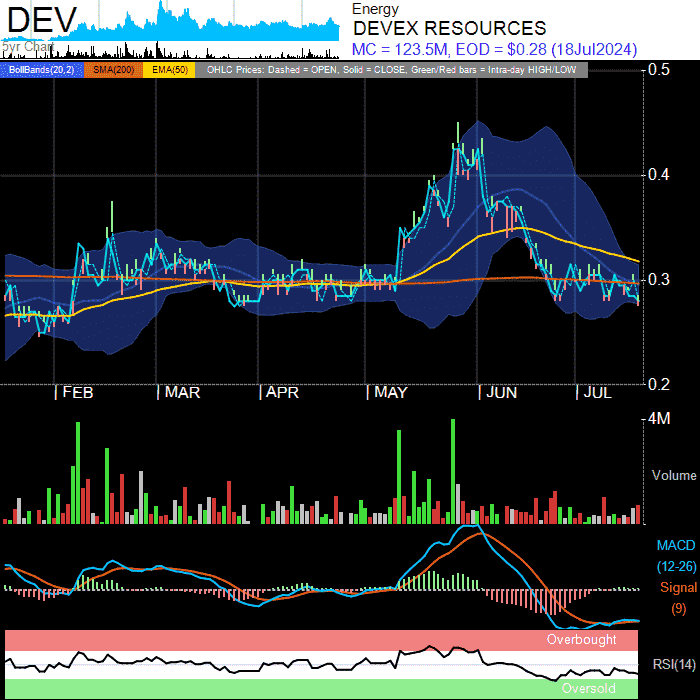 DEV
5yr Chart
Energy
DEVEX RESOURCES
MC = 123.5M, EOD = $0.28 (18Jul2024)
BollBands(20,2) SMA(200) EMA(50) OHLC Prices: Dashed = OPEN, Solid = CLOSE, Green/Red bars = Intra-day HIGH/LOW
0.5
0.4
0.3
0.2
FEB MAR APR MAY JUN JUL
4M
Volume
MACD
(12-26)
Signal
(9)
Overbought
RSI(14)
Oversold